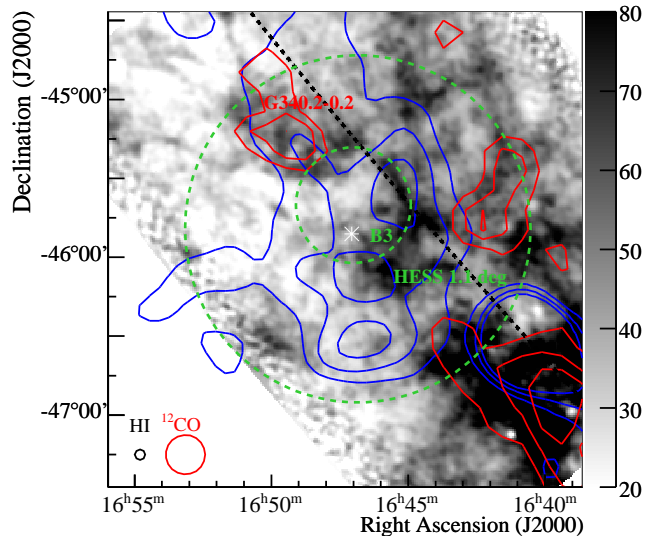 Declination (J2000)
-45°00'
-46°00'
-47°00'
G340.2-0.2
B3
HESS 1.1 deg
HI
¹²CO
16ʰ55ᵐ
16ʰ50ᵐ
16ʰ45ᵐ
16ʰ40ᵐ
Right Ascension (J2000)
80
70
60
50
40
30
20